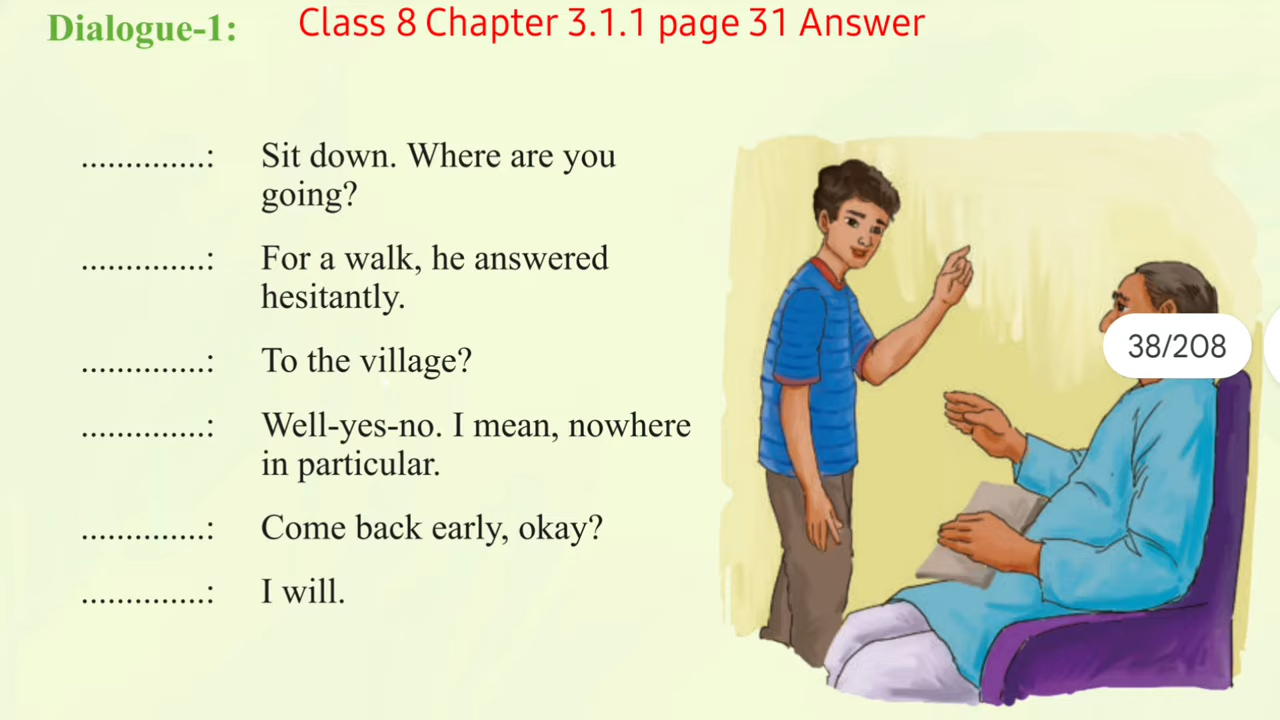 Dialogue-1: Class 8 Chapter 3.1.1 page 31 Answer
..............: Sit down. Where are you
going?
..............: For a walk, he answered
hesitantly.
..............: To the village?
..............: Well-yes-no. I mean, nowhere
in particular.
..............: Come back early, okay?
..............: I will.
38/208